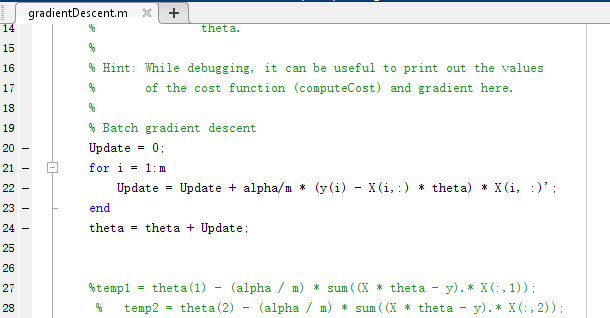 gradientDescent.m × +
14 % theta.
15 %
16 % Hint: While debugging, it can be useful to print out the values
17 % of the cost function (computeCost) and gradient here.
18 %
19 % Batch gradient descent
20 – Update = 0;
21 – for i = 1:m
22 – Update = Update + alpha/m * (y(i) - X(i,:) * theta) * X(i, :)';
23 – end
24 – theta = theta + Update;
25
26
27 %temp1 = theta(1) - (alpha / m) * sum((X * theta - y).* X(:,1));
28 % temp2 = theta(2) - (alpha / m) * sum((X * theta - y).* X(:,2));